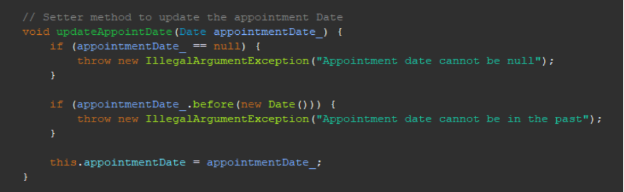 // Setter method to update the appointment Date
void updateAppointDate(Date appointmentDate_) {
if (appointmentDate_ == null) {
throw new IllegalArgumentException("Appointment date cannot be null");
}
if (appointmentDate_.before(new Date())) {
throw new IllegalArgumentException("Appointment date cannot be in the past");
}
this.appointmentDate = appointmentDate_;
}